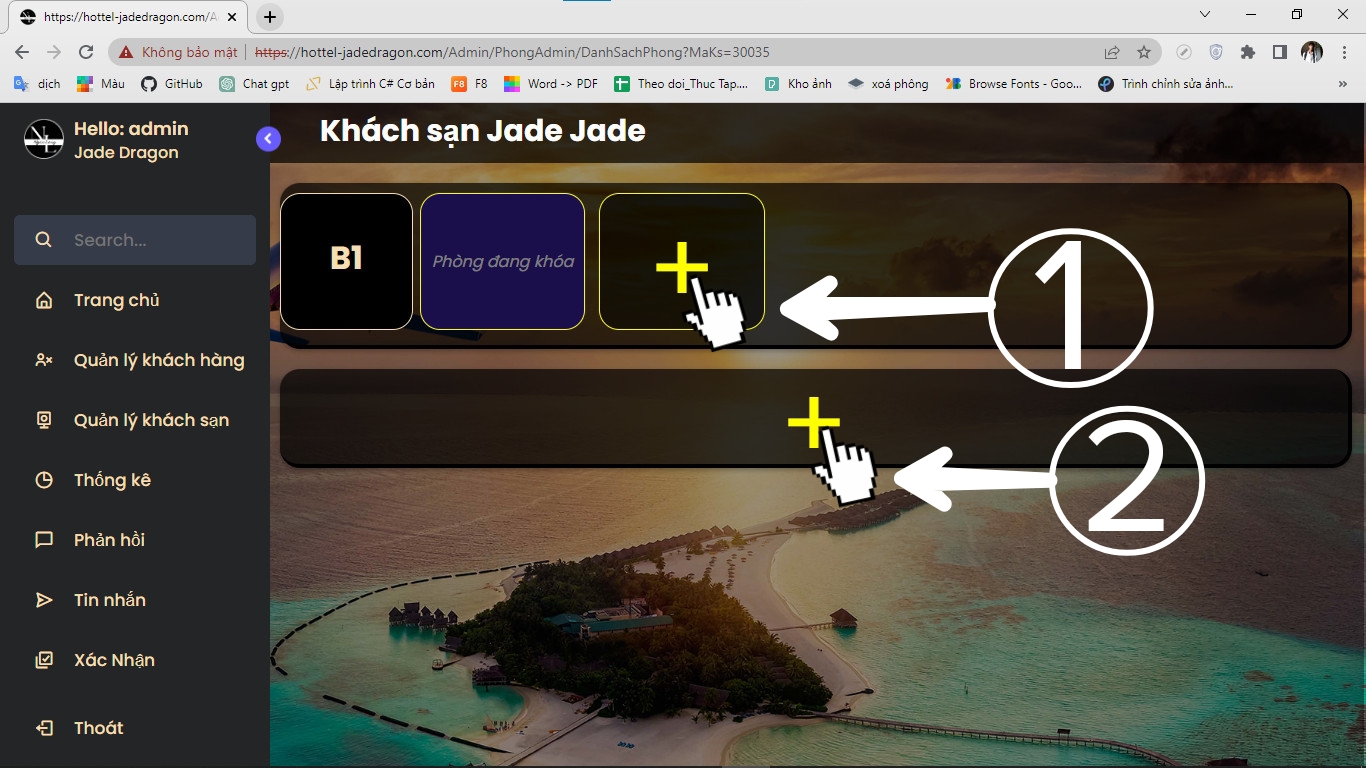 https://hottel-jadedragon.com/A
Không bảo mật
https://hottel-jadedragon.com/Admin/PhongAdmin/DanhSachPhong?MaKs=30035
dịch
Màu
GitHub
Chat gpt
Lập trình C# Cơ bản
F8
F8
Word -> PDF
Theo doi_Thuc Tap,...
Kho ảnh
xoá phông
Browse Fonts - Goo...
Trình chỉnh sửa ảnh...
Hello: admin
Jade Dragon
Khách sạn Jade Jade
Search...
Trang chủ
Quản lý khách hàng
Quản lý khách sạn
Thống kê
Phản hồi
Tin nhắn
Xác Nhận
Thoát
B1
Phòng đang khóa
+
1
+
2